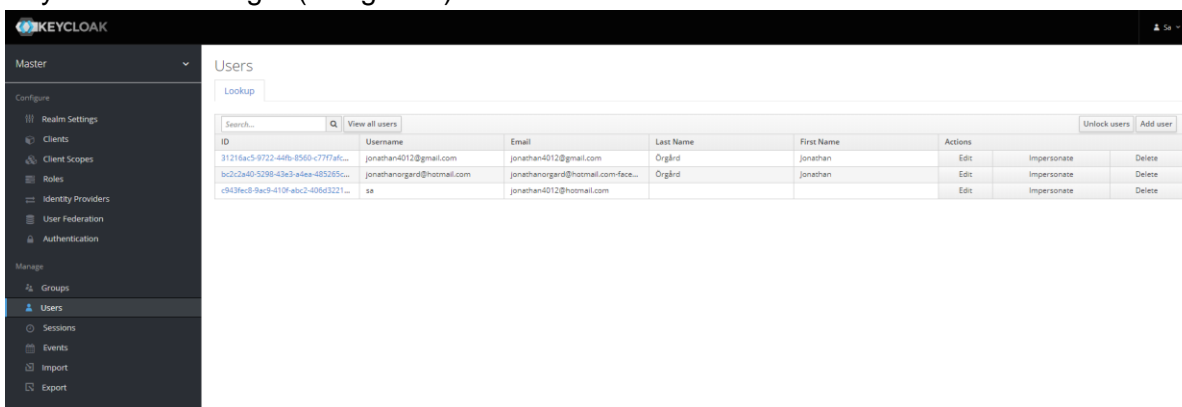 KEYCLOAK
Sa
Master
Users
Lookup
Configure
Realm Settings
Clients
Client Scopes
Roles
Identity Providers
User Federation
Authentication
Manage
Groups
Users
Sessions
Events
Import
Export
Search... View all users Unlock users Add user
ID Username Email Last Name First Name Actions
31216ac5-9722-44fb-8560-c77f7afc... jonathan4012@gmail.com jonathan4012@gmail.com Örgård Jonathan Edit Impersonate Delete
bc2c2a40-5298-43e3-a4ea-485265c... jonathanorgard@hotmail.com jonathanorgard@hotmail.com-face... Örgård Jonathan Edit Impersonate Delete
c943fec8-9ac9-410f-abc2-406d3221... sa jonathan4012@hotmail.com Edit Impersonate Delete